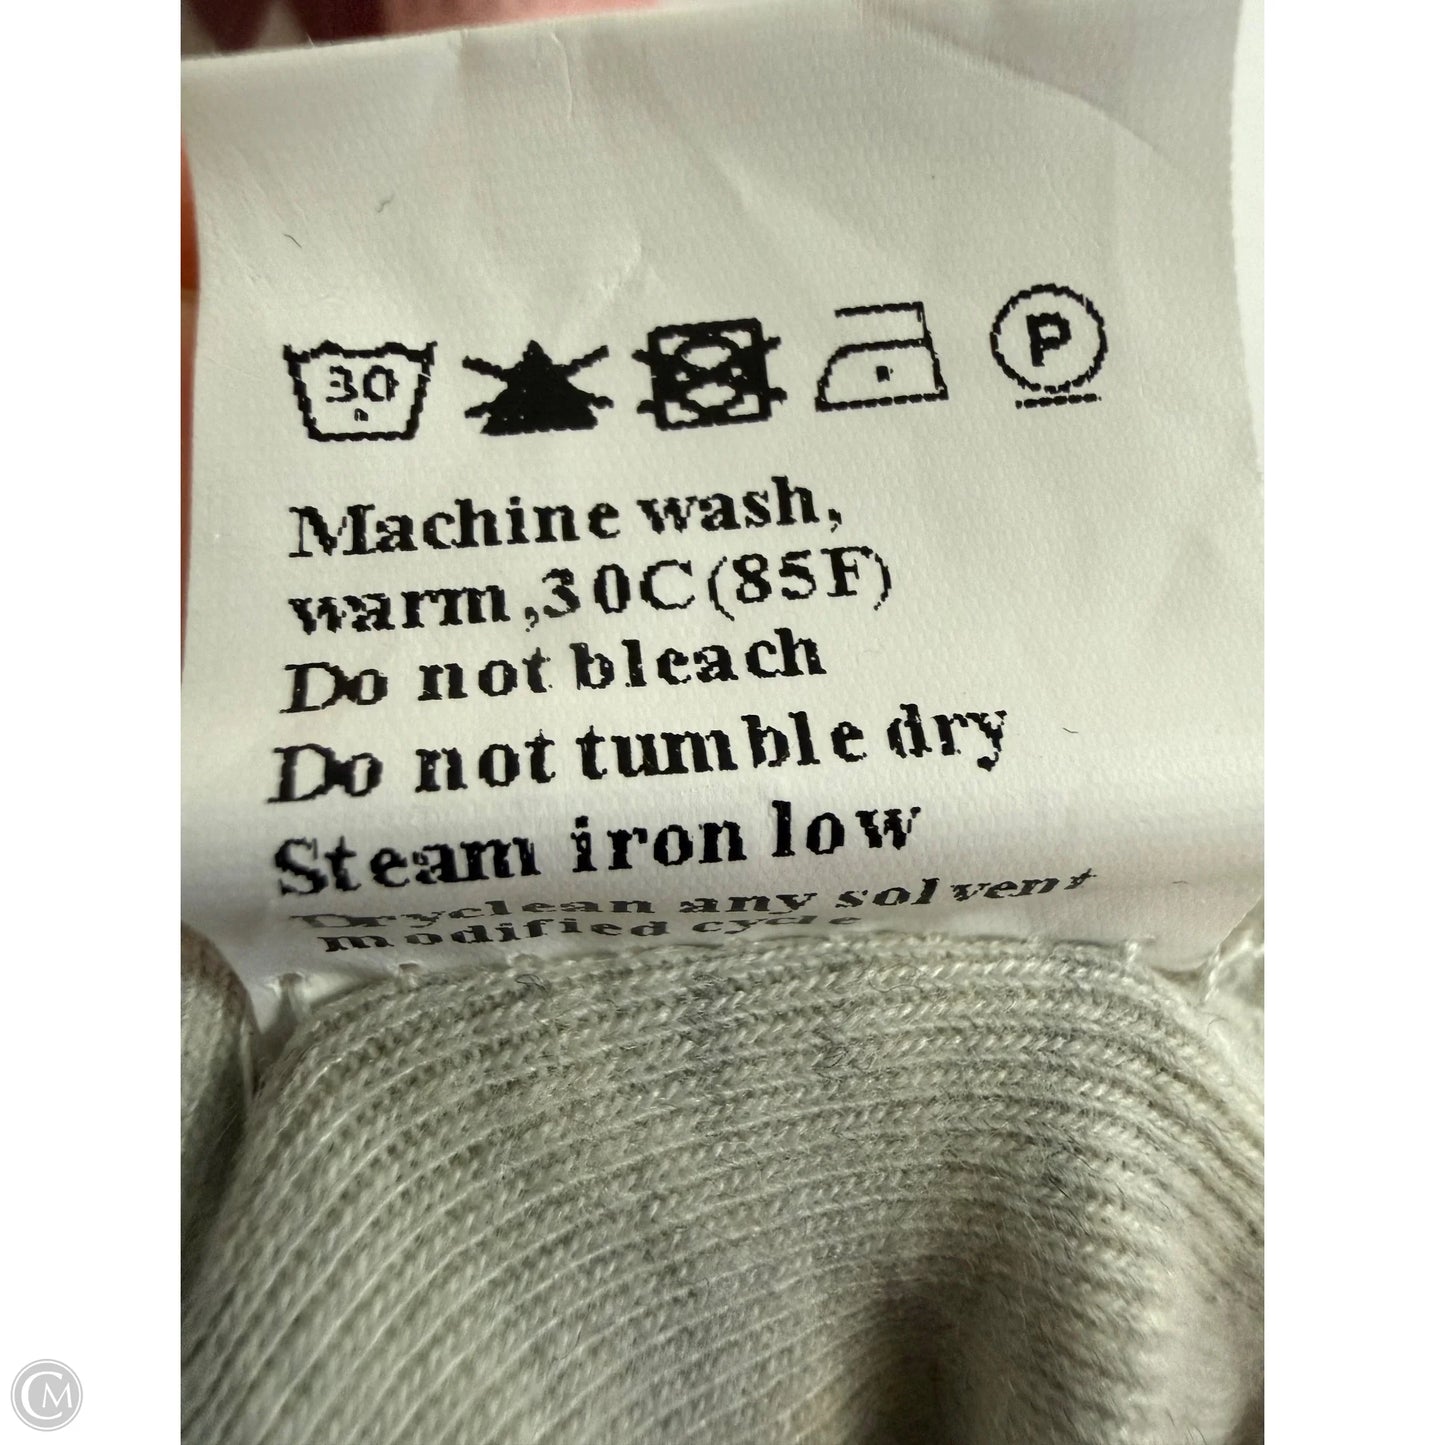 30
P
Machine wash,
warm,30C(85F)
Do not bleach
Do not tumble dry
Steam iron low
Dryclean any solvent
modified cycle
CM